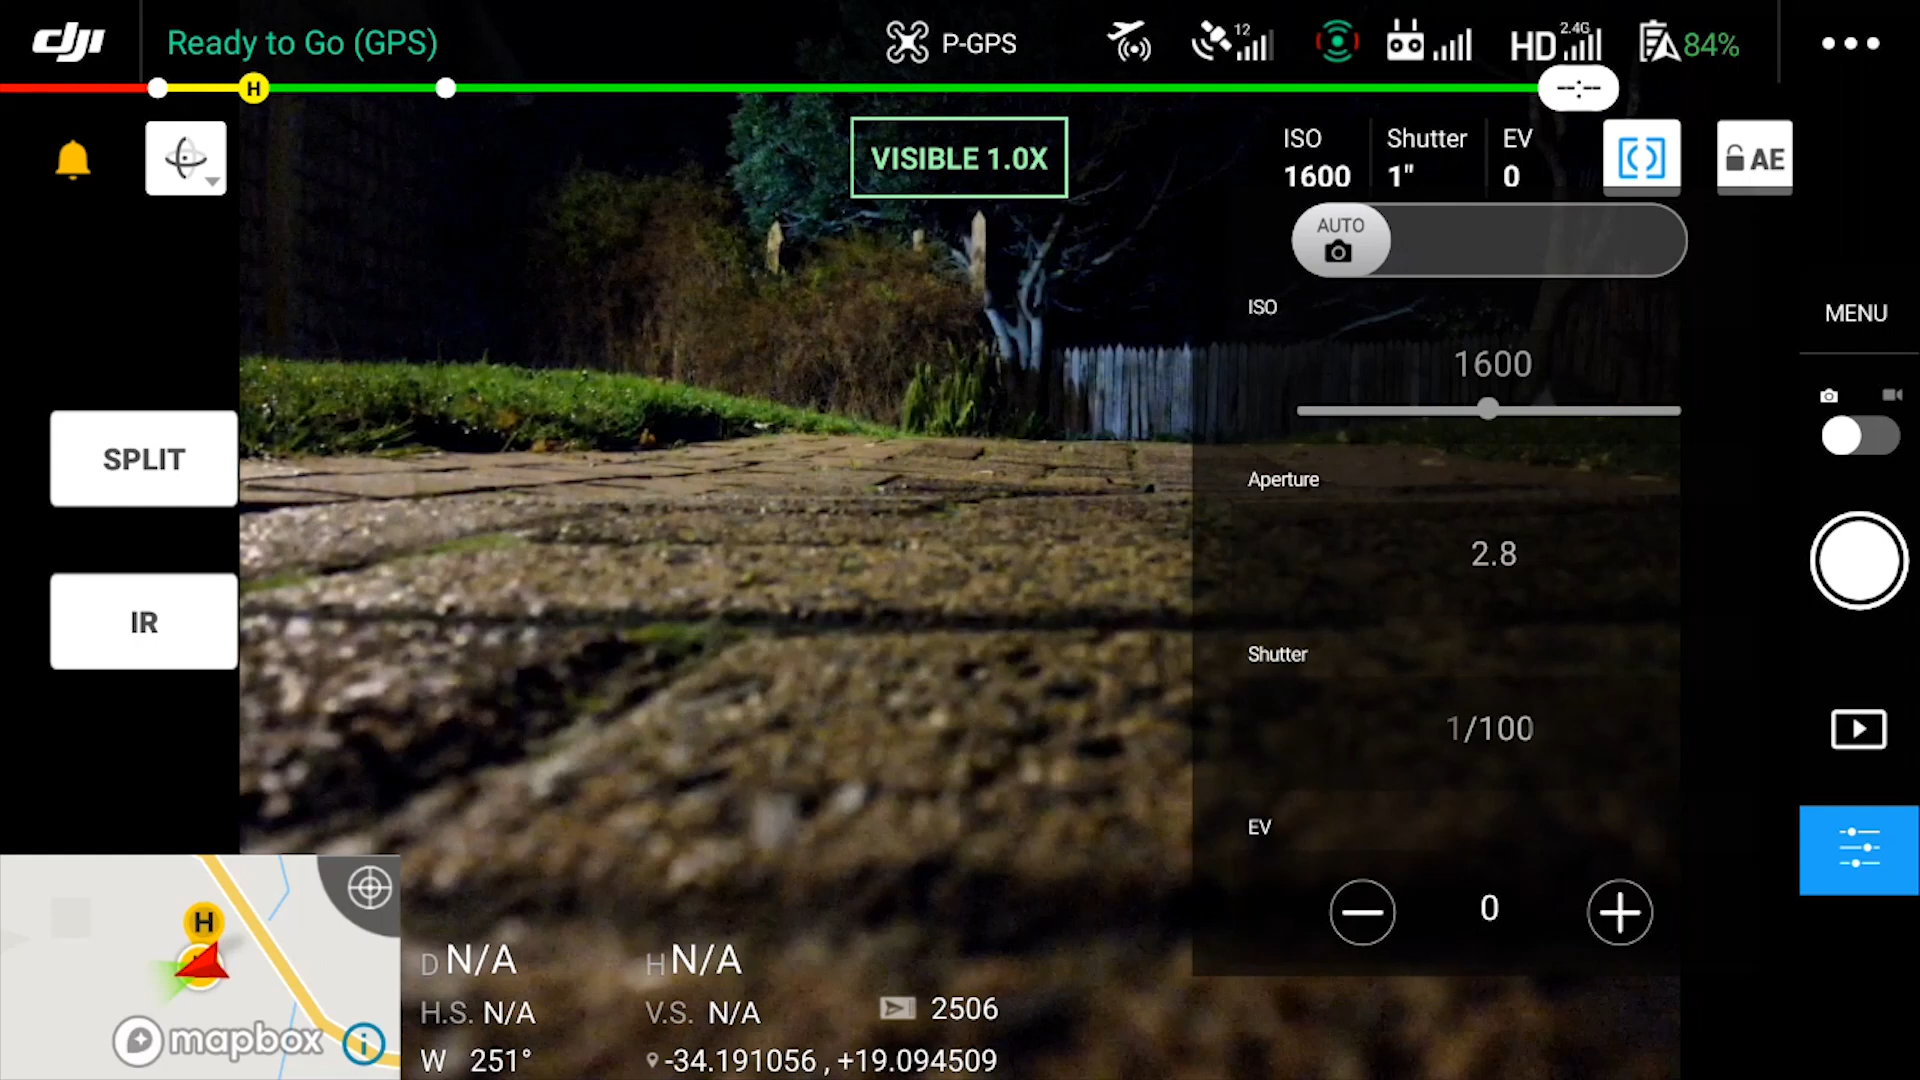 dji
Ready to Go (GPS)
P-GPS
12
HD 2.4G
84%
H
--:--
VISIBLE 1.0X
ISO
1600
Shutter
1"
EV
0
AE
AUTO
ISO
1600
MENU
SPLIT
Aperture
2.8
IR
Shutter
1/100
EV
0
H
D N/A
H N/A
H.S. N/A
V.S. N/A
2506
W 251°
-34.191056 , +19.094509
mapbox
i